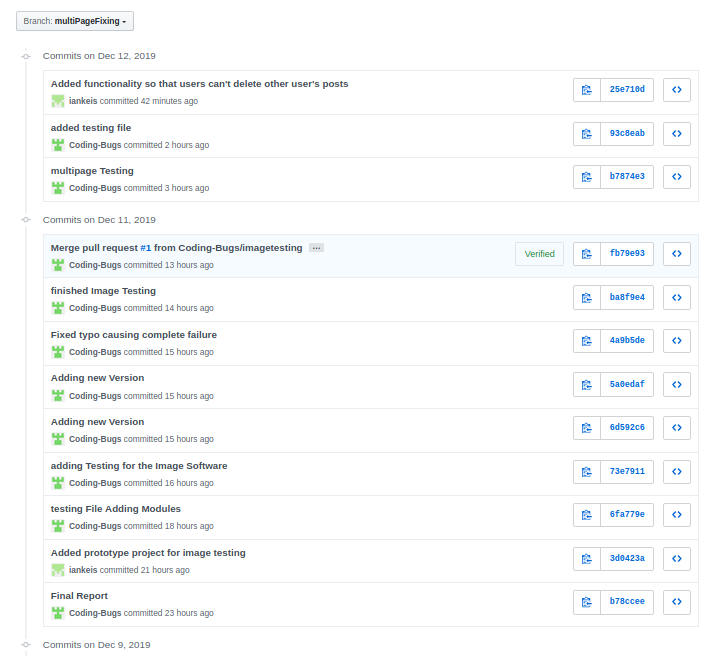 Branch: multiPageFixing
Commits on Dec 12, 2019
Added functionality so that users can't delete other user's posts
iankeis committed 42 minutes ago
25e710d
added testing file
Coding-Bugs committed 2 hours ago
93c8eab
multipage Testing
Coding-Bugs committed 3 hours ago
b7874e3
Commits on Dec 11, 2019
Merge pull request #1 from Coding-Bugs/imagetesting ...
Coding-Bugs committed 13 hours ago
Verified
fb79e93
finished Image Testing
Coding-Bugs committed 14 hours ago
ba8f9e4
Fixed typo causing complete failure
Coding-Bugs committed 15 hours ago
4a9b5de
Adding new Version
Coding-Bugs committed 15 hours ago
5a0edaf
Adding new Version
Coding-Bugs committed 15 hours ago
6d592c6
adding Testing for the Image Software
Coding-Bugs committed 16 hours ago
73e7911
testing File Adding Modules
Coding-Bugs committed 18 hours ago
6fa779e
Added prototype project for image testing
iankeis committed 21 hours ago
3d0423a
Final Report
Coding-Bugs committed 23 hours ago
b78ccee
Commits on Dec 9, 2019